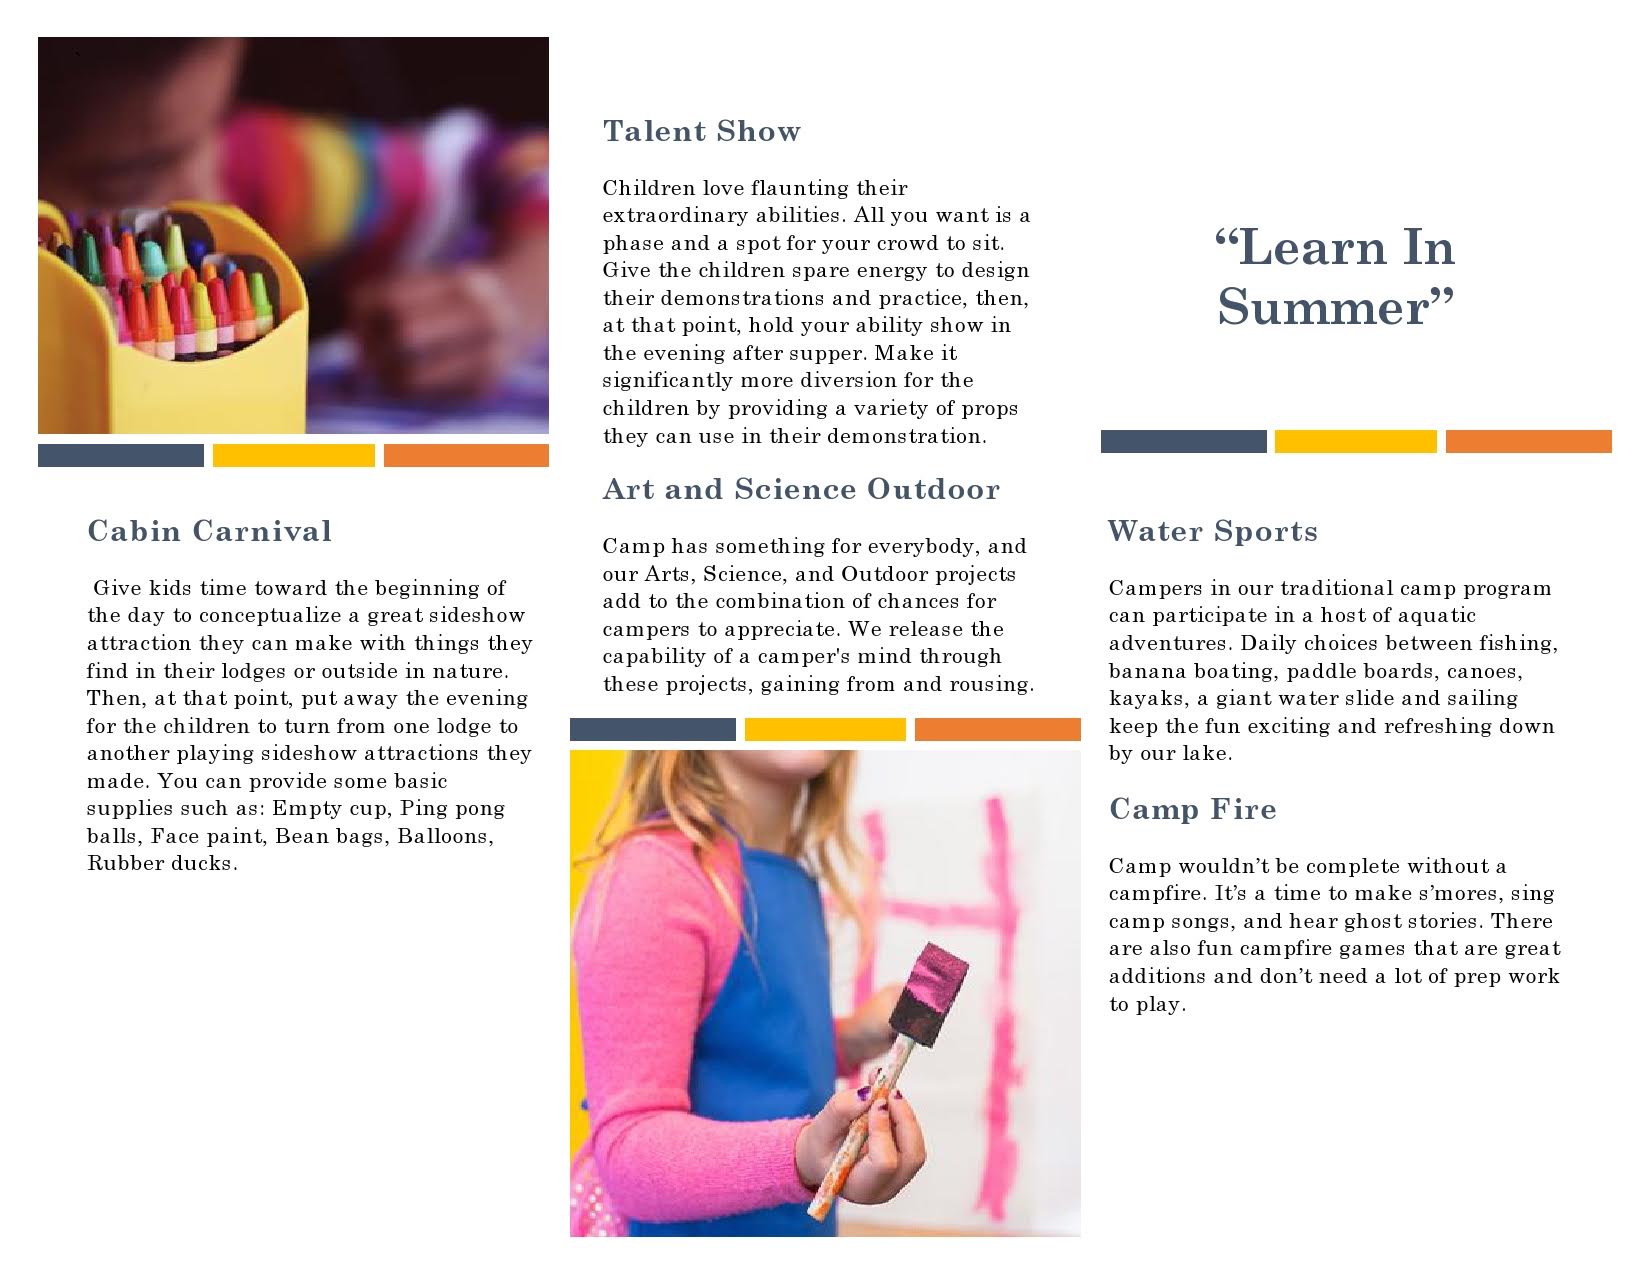 Cabin Carnival
Give kids time toward the beginning of
the day to conceptualize a great sideshow
attraction they can make with things they
find in their lodges or outside in nature.
Then, at that point, put away the evening
for the children to turn from one lodge to
another playing sideshow attractions they
made. You can provide some basic
supplies such as: Empty cup, Ping pong
balls, Face paint, Bean bags, Balloons,
Rubber ducks.
Talent Show
Children love flaunting their
extraordinary abilities. All you want is a
phase and a spot for your crowd to sit.
Give the children spare energy to design
their demonstrations and practice, then,
at that point, hold your ability show in
the evening after supper. Make it
significantly more diversion for the
children by providing a variety of props
they can use in their demonstration.
Art and Science Outdoor
Camp has something for everybody, and
our Arts, Science, and Outdoor projects
add to the combination of chances for
campers to appreciate. We release the
capability of a camper's mind through
these projects, gaining from and rousing.
“Learn In
Summer”
Water Sports
Campers in our traditional camp program
can participate in a host of aquatic
adventures. Daily choices between fishing,
banana boating, paddle boards, canoes,
kayaks, a giant water slide and sailing
keep the fun exciting and refreshing down
by our lake.
Camp Fire
Camp wouldn’t be complete without a
campfire. It’s a time to make s’mores, sing
camp songs, and hear ghost stories. There
are also fun campfire games that are great
additions and don’t need a lot of prep work
to play.